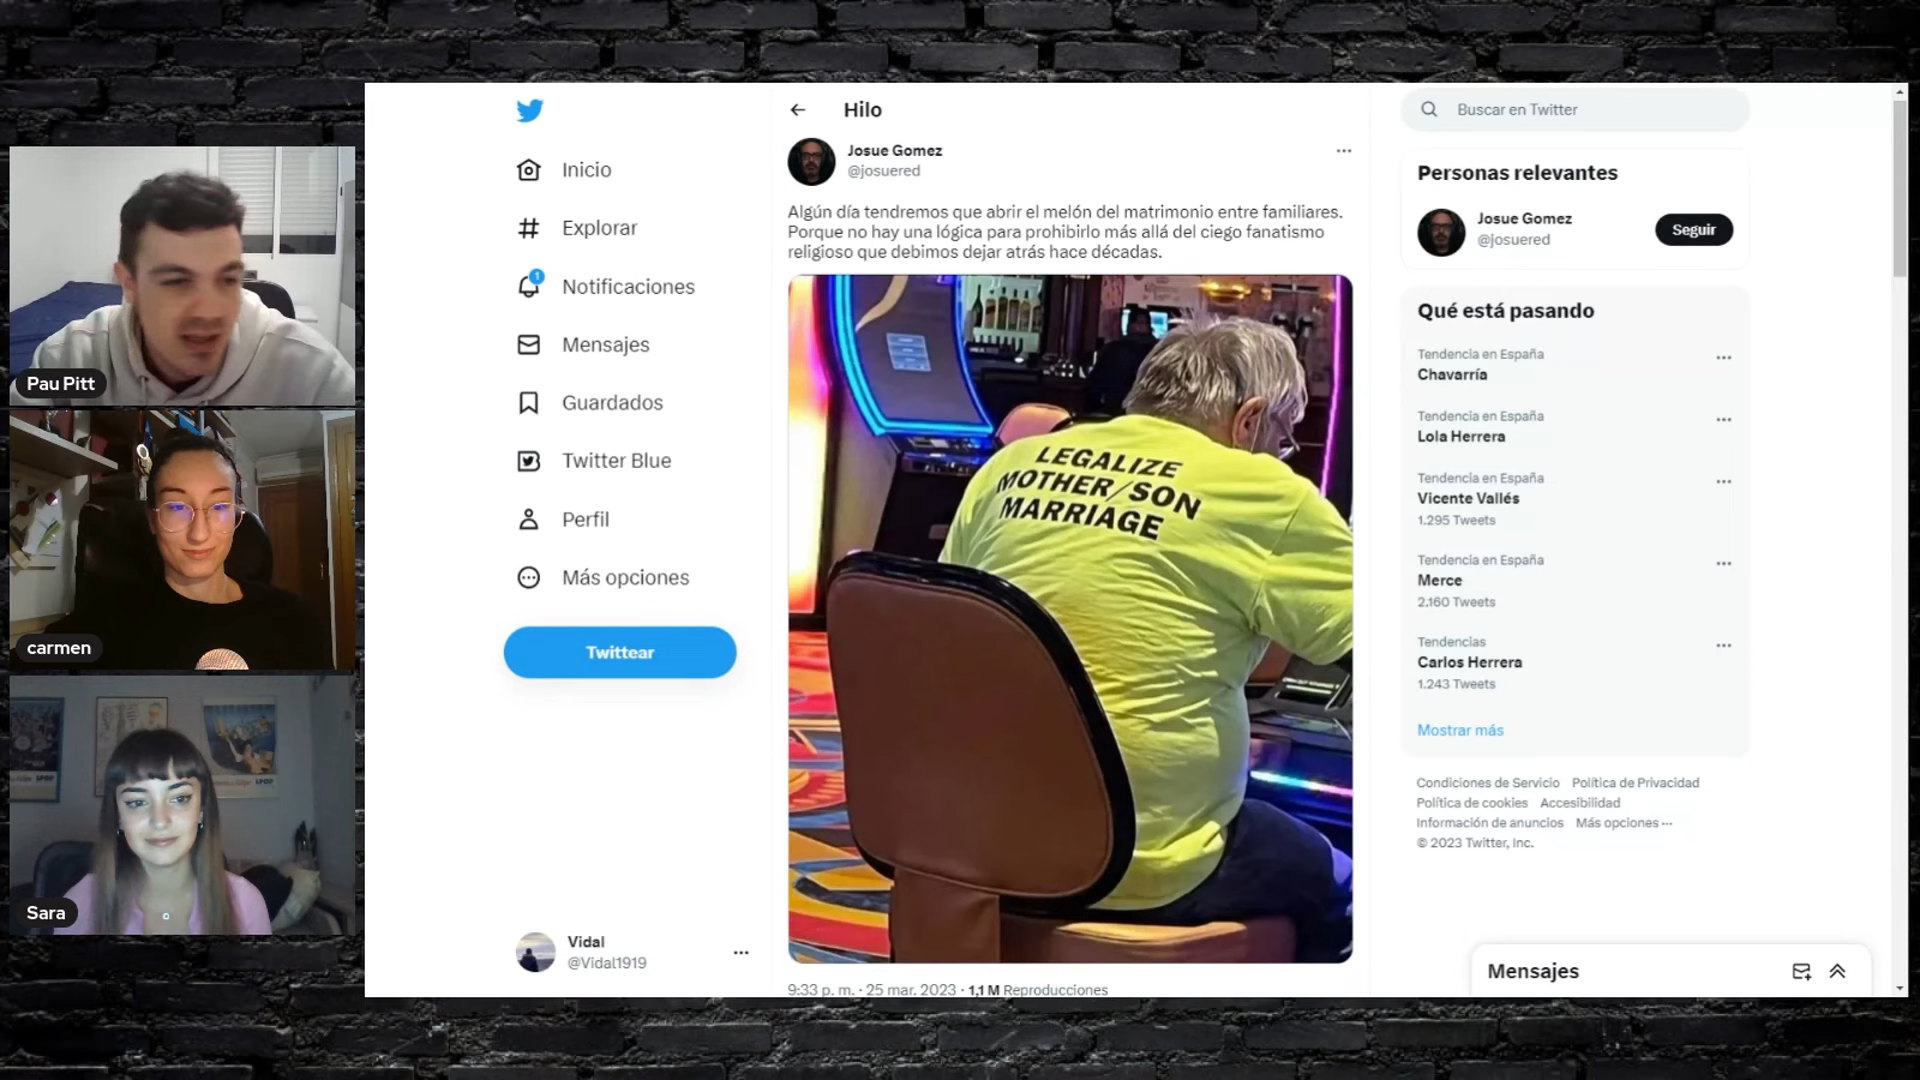 Pau Pitt
carmen
Sara
Inicio
Explorar
1
Notificaciones
Mensajes
Guardados
Twitter Blue
Perfil
Más opciones
Twittear
Vidal
@Vidal1919
Hilo
Josue Gomez
@josuered
Algún día tendremos que abrir el melón del matrimonio entre familiares.
Porque no hay una lógica para prohibirlo más allá del ciego fanatismo
religioso que debimos dejar atrás hace décadas.
LEGALIZE
MOTHER/SON
MARRIAGE
9:33 p. m. · 25 mar. 2023 · 1,1 M Reproducciones
Buscar en Twitter
Personas relevantes
Josue Gomez
@josuered
Seguir
Qué está pasando
Tendencia en España
Chavarría
Tendencia en España
Lola Herrera
Tendencia en España
Vicente Vallés
1.295 Tweets
Tendencia en España
Merce
2.160 Tweets
Tendencias
Carlos Herrera
1.243 Tweets
Mostrar más
Condiciones de Servicio Política de Privacidad
Política de cookies Accesibilidad
Información de anuncios Más opciones ···
© 2023 Twitter, Inc.
Mensajes